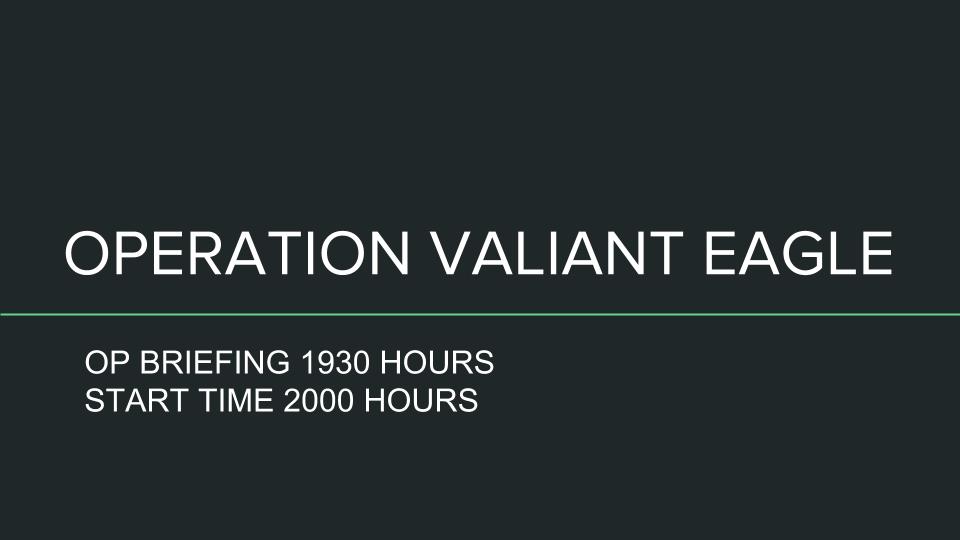 OPERATION VALIANT EAGLE
OP BRIEFING 1930 HOURS
START TIME 2000 HOURS